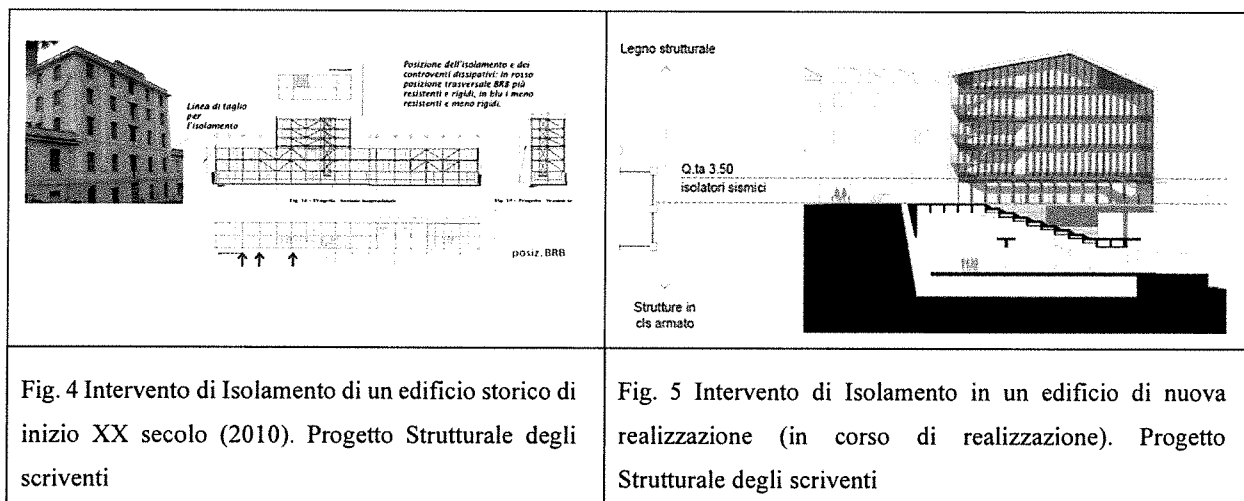 Linea di taglio
per
l'isolamento
Posizione dell'isolamento e dei
controventi dissipativi: in rosso
posizione trasversale BRB più
resistenti e rigidi, in blu i meno
resistenti e meno rigidi.
posiz. BRB
Legno strutturale
Q.ta 3.50
isolatori sismici
Strutture in
cls armato
Fig. 4 Intervento di Isolamento di un edificio storico di
inizio XX secolo (2010). Progetto Strutturale degli
scriventi
Fig. 5 Intervento di Isolamento in un edificio di nuova
realizzazione (in corso di realizzazione). Progetto
Strutturale degli scriventi